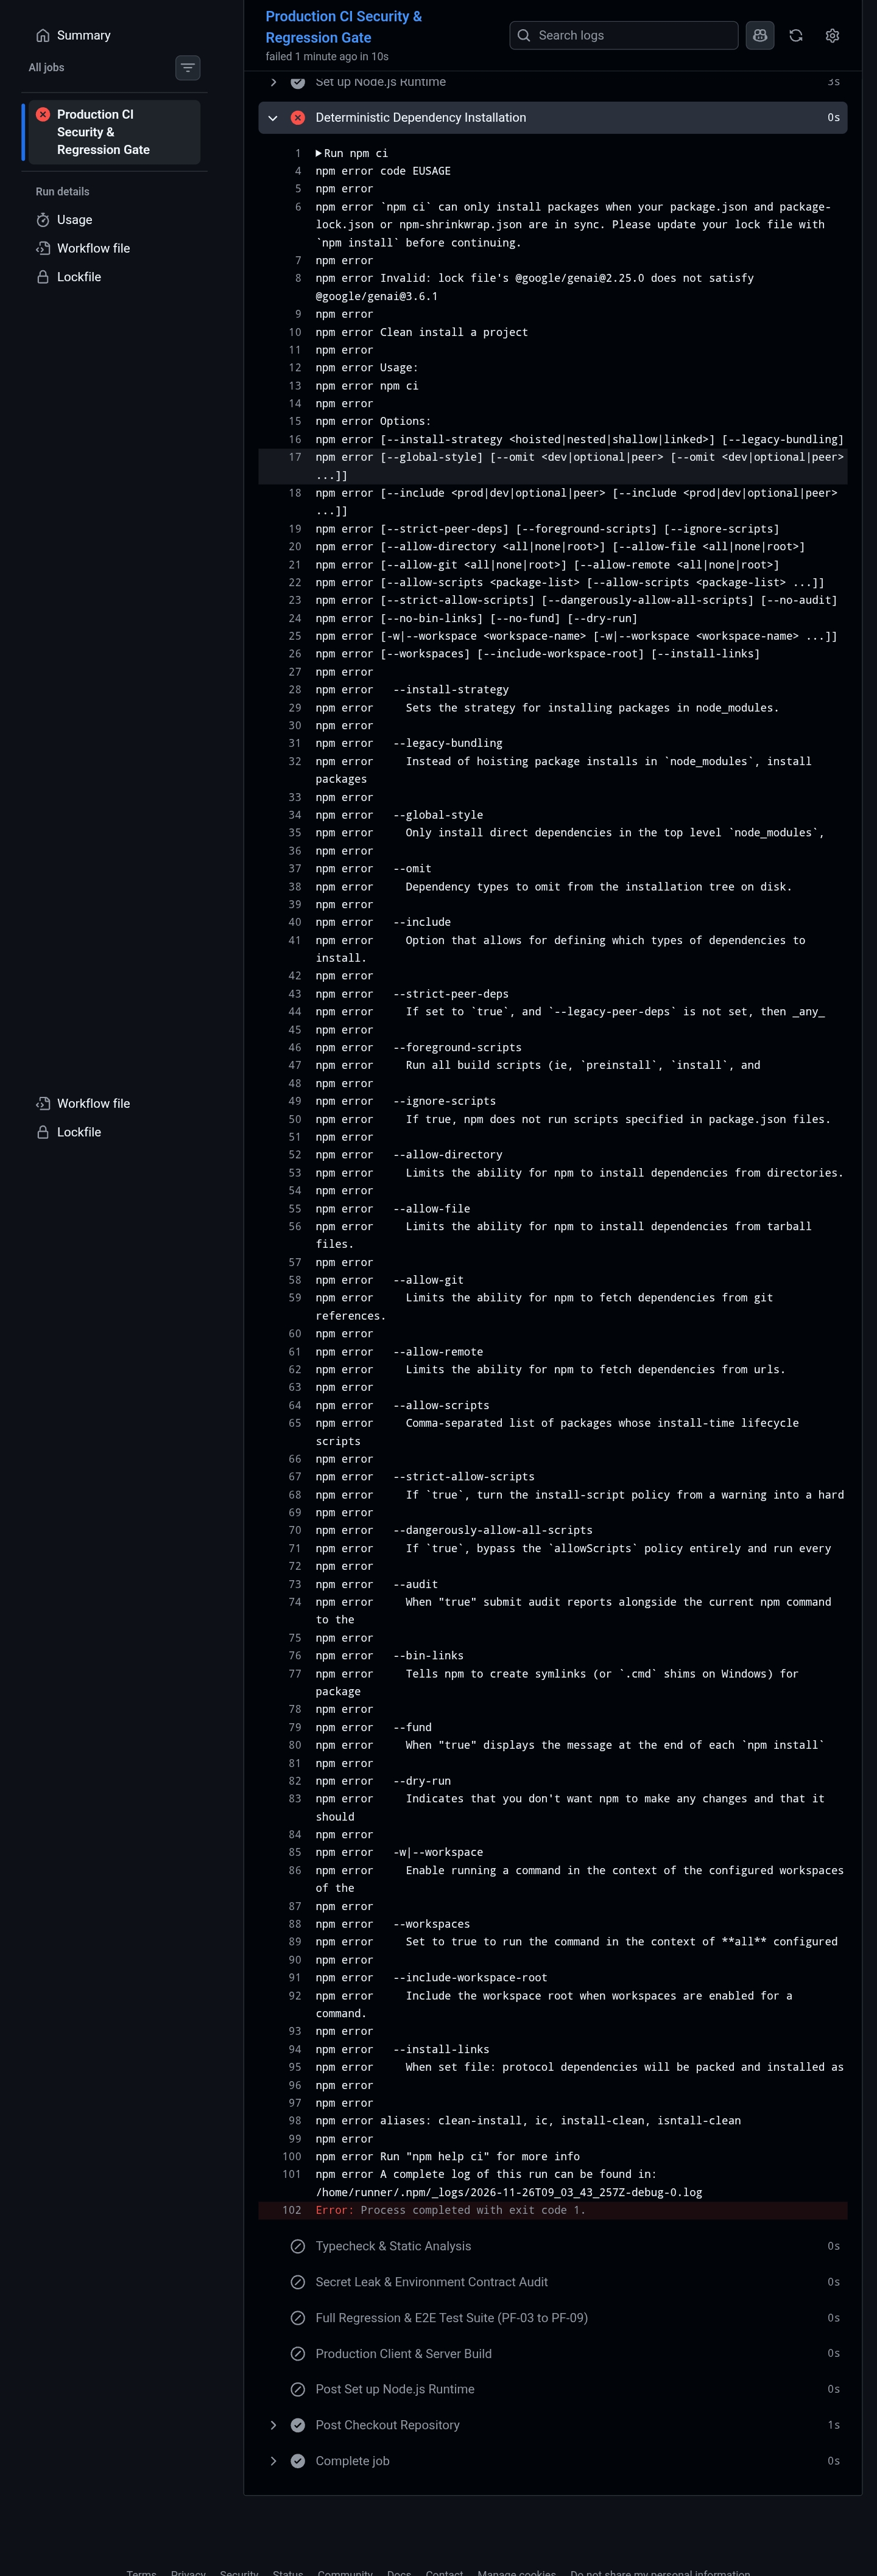 Summary
All jobs
Production CI
Security &
Regression Gate
Run details
Usage
Workflow file
Lockfile
Workflow file
Lockfile
Production CI Security &
Regression Gate
failed 1 minute ago in 10s
Search logs
Set up Node.js Runtime 3s
Deterministic Dependency Installation 0s
1 Run npm ci
4 npm error code EUSAGE
5 npm error
6 npm error `npm ci` can only install packages when your package.json and package-
lock.json or npm-shrinkwrap.json are in sync. Please update your lock file with
`npm install` before continuing.
7 npm error
8 npm error Invalid: lock file's @google/genai@2.25.0 does not satisfy
@google/genai@3.6.1
9 npm error
10 npm error Clean install a project
11 npm error
12 npm error Usage:
13 npm error npm ci
14 npm error
15 npm error Options:
16 npm error [--install-strategy <hoisted|nested|shallow|linked>] [--legacy-bundling]
17 npm error [--global-style] [--omit <dev|optional|peer> [--omit <dev|optional|peer>
...]]
18 npm error [--include <prod|dev|optional|peer> [--include <prod|dev|optional|peer>
...]]
19 npm error [--strict-peer-deps] [--foreground-scripts] [--ignore-scripts]
20 npm error [--allow-directory <all|none|root>] [--allow-file <all|none|root>]
21 npm error [--allow-git <all|none|root>] [--allow-remote <all|none|root>]
22 npm error [--allow-scripts <package-list> [--allow-scripts <package-list> ...]]
23 npm error [--strict-allow-scripts] [--dangerously-allow-all-scripts] [--no-audit]
24 npm error [--no-bin-links] [--no-fund] [--dry-run]
25 npm error [-w|--workspace <workspace-name> [-w|--workspace <workspace-name> ...]]
26 npm error [--workspaces] [--include-workspace-root] [--install-links]
27 npm error
28 npm error --install-strategy
29 npm error Sets the strategy for installing packages in node_modules.
30 npm error
31 npm error --legacy-bundling
32 npm error Instead of hoisting package installs in `node_modules`, install
packages
33 npm error
34 npm error --global-style
35 npm error Only install direct dependencies in the top level `node_modules`,
36 npm error
37 npm error --omit
38 npm error Dependency types to omit from the installation tree on disk.
39 npm error
40 npm error --include
41 npm error Option that allows for defining which types of dependencies to
install.
42 npm error
43 npm error --strict-peer-deps
44 npm error If set to `true`, and `--legacy-peer-deps` is not set, then _any_
45 npm error
46 npm error --foreground-scripts
47 npm error Run all build scripts (ie, `preinstall`, `install`, and
48 npm error
49 npm error --ignore-scripts
50 npm error If true, npm does not run scripts specified in package.json files.
51 npm error
52 npm error --allow-directory
53 npm error Limits the ability for npm to install dependencies from directories.
54 npm error
55 npm error --allow-file
56 npm error Limits the ability for npm to install dependencies from tarball
files.
57 npm error
58 npm error --allow-git
59 npm error Limits the ability for npm to fetch dependencies from git
references.
60 npm error
61 npm error --allow-remote
62 npm error Limits the ability for npm to fetch dependencies from urls.
63 npm error
64 npm error --allow-scripts
65 npm error Comma-separated list of packages whose install-time lifecycle
scripts
66 npm error
67 npm error --strict-allow-scripts
68 npm error If `true`, turn the install-script policy from a warning into a hard
69 npm error
70 npm error --dangerously-allow-all-scripts
71 npm error If `true`, bypass the `allowScripts` policy entirely and run every
72 npm error
73 npm error --audit
74 npm error When "true" submit audit reports alongside the current npm command
to the
75 npm error
76 npm error --bin-links
77 npm error Tells npm to create symlinks (or `.cmd` shims on Windows) for
package
78 npm error
79 npm error --fund
80 npm error When "true" displays the message at the end of each `npm install`
81 npm error
82 npm error --dry-run
83 npm error Indicates that you don't want npm to make any changes and that it
should
84 npm error
85 npm error -w|--workspace
86 npm error Enable running a command in the context of the configured workspaces
of the
87 npm error
88 npm error --workspaces
89 npm error Set to true to run the command in the context of **all** configured
90 npm error
91 npm error --include-workspace-root
92 npm error Include the workspace root when workspaces are enabled for a
command.
93 npm error
94 npm error --install-links
95 npm error When set file: protocol dependencies will be packed and installed as
96 npm error
97 npm error
98 npm error aliases: clean-install, ic, install-clean, isntall-clean
99 npm error
100 npm error Run "npm help ci" for more info
101 npm error A complete log of this run can be found in:
/home/runner/.npm/_logs/2026-11-26T09_03_43_257Z-debug-0.log
102 Error: Process completed with exit code 1.
Typecheck & Static Analysis 0s
Secret Leak & Environment Contract Audit 0s
Full Regression & E2E Test Suite (PF-03 to PF-09) 0s
Production Client & Server Build 0s
Post Set up Node.js Runtime 0s
Post Checkout Repository 1s
Complete job 0s
Terms Privacy Security Status Community Docs Contact Manage cookies Do not share my personal information